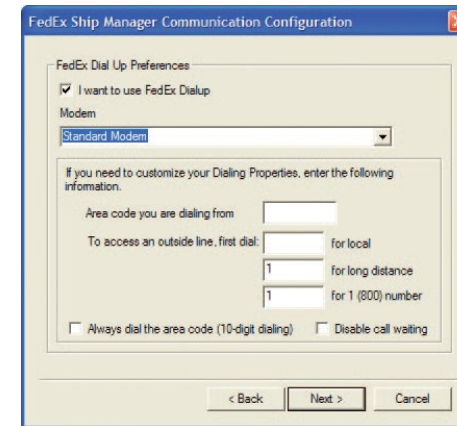 FedEx Ship Manager Communication Configuration
FedEx Dial Up Preferences
I want to use FedEx Dialup
Modem
Standard Modem
If you need to customize your Dialing Properties, enter the following
information.
Area code you are dialing from
To access an outside line, first dial: for local
1 for long distance
1 for 1 (800) number
Always dial the area code (10-digit dialing) Disable call waiting
< Back Next > Cancel